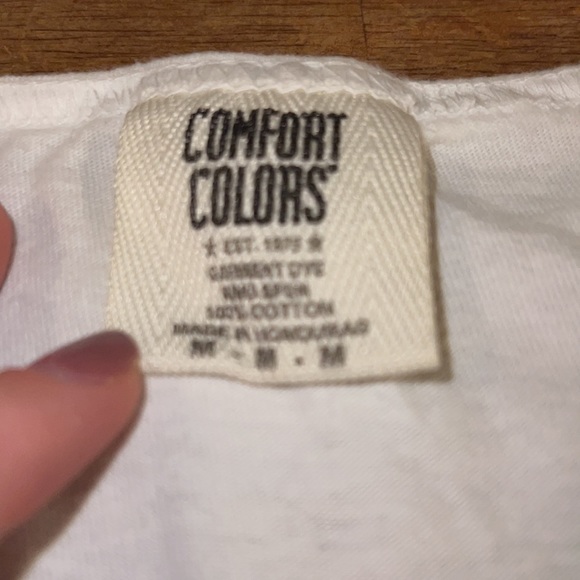 COMFORT
COLORS
★ EST. 1975 ★
GARMENT DYE
RING SPUN
100% COTTON
MADE IN HONDURAS
M - M - M